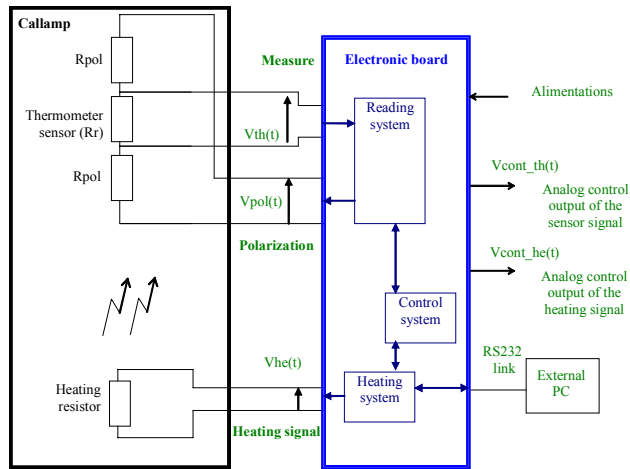 Callamp
Rpol
Thermometer
sensor (Rr)
Rpol
Heating
resistor
Measure
Vth(t)
Vpol(t)
Polarization
Vhe(t)
Heating signal
Electronic board
Reading
system
Control
system
Heating
system
Alimentations
Vcont_th(t)
Analog control
output of the
sensor signal
Vcont_he(t)
Analog control
output of the
heating signal
RS232
link
External
PC